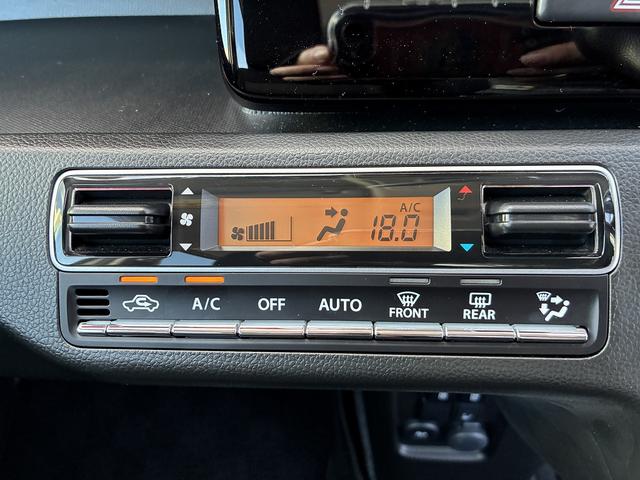 A/C
18.0
A/C OFF AUTO FRONT REAR